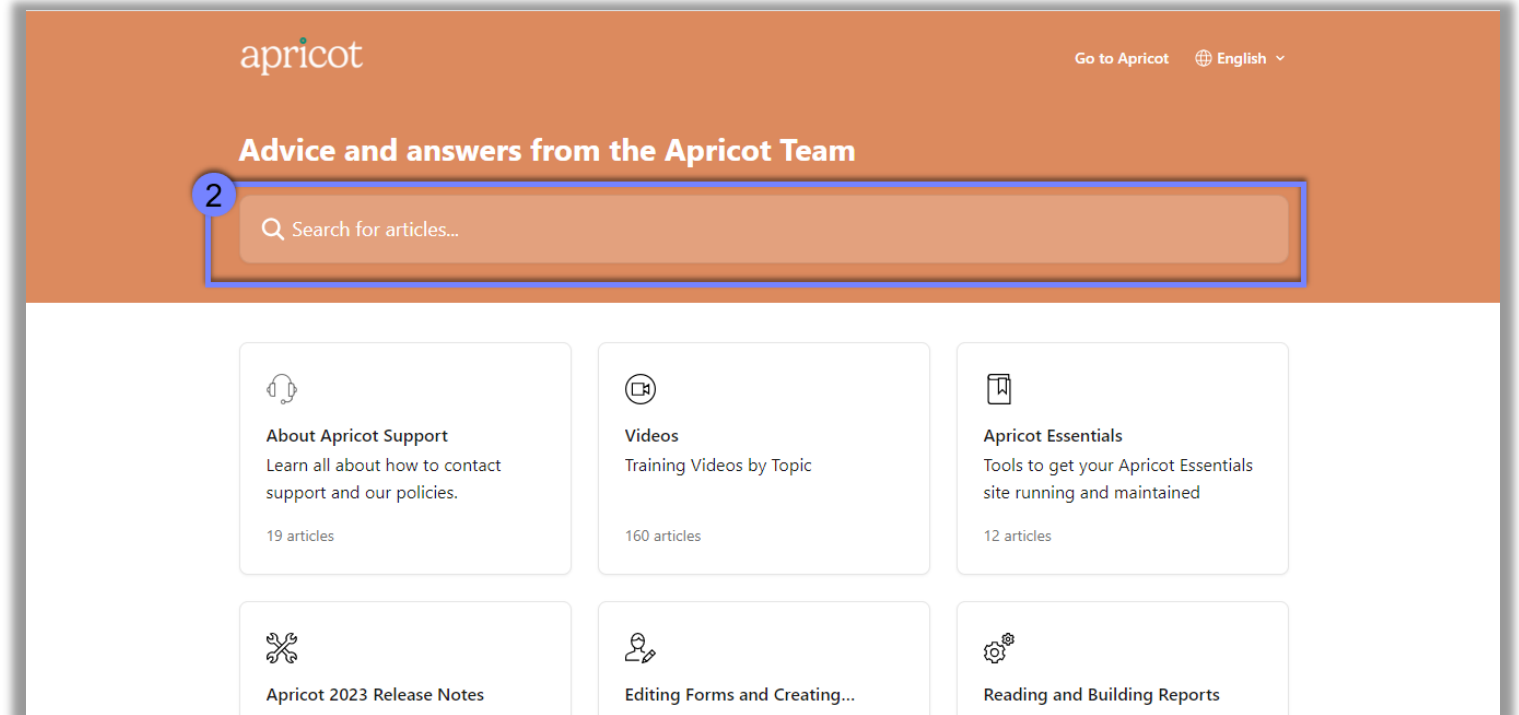 apricot
Go to Apricot
English
Advice and answers from the Apricot Team
2
Search for articles...
About Apricot Support
Learn all about how to contact
support and our policies.
19 articles
Videos
Training Videos by Topic
160 articles
Apricot Essentials
Tools to get your Apricot Essentials
site running and maintained
12 articles
Apricot 2023 Release Notes
Editing Forms and Creating...
Reading and Building Reports